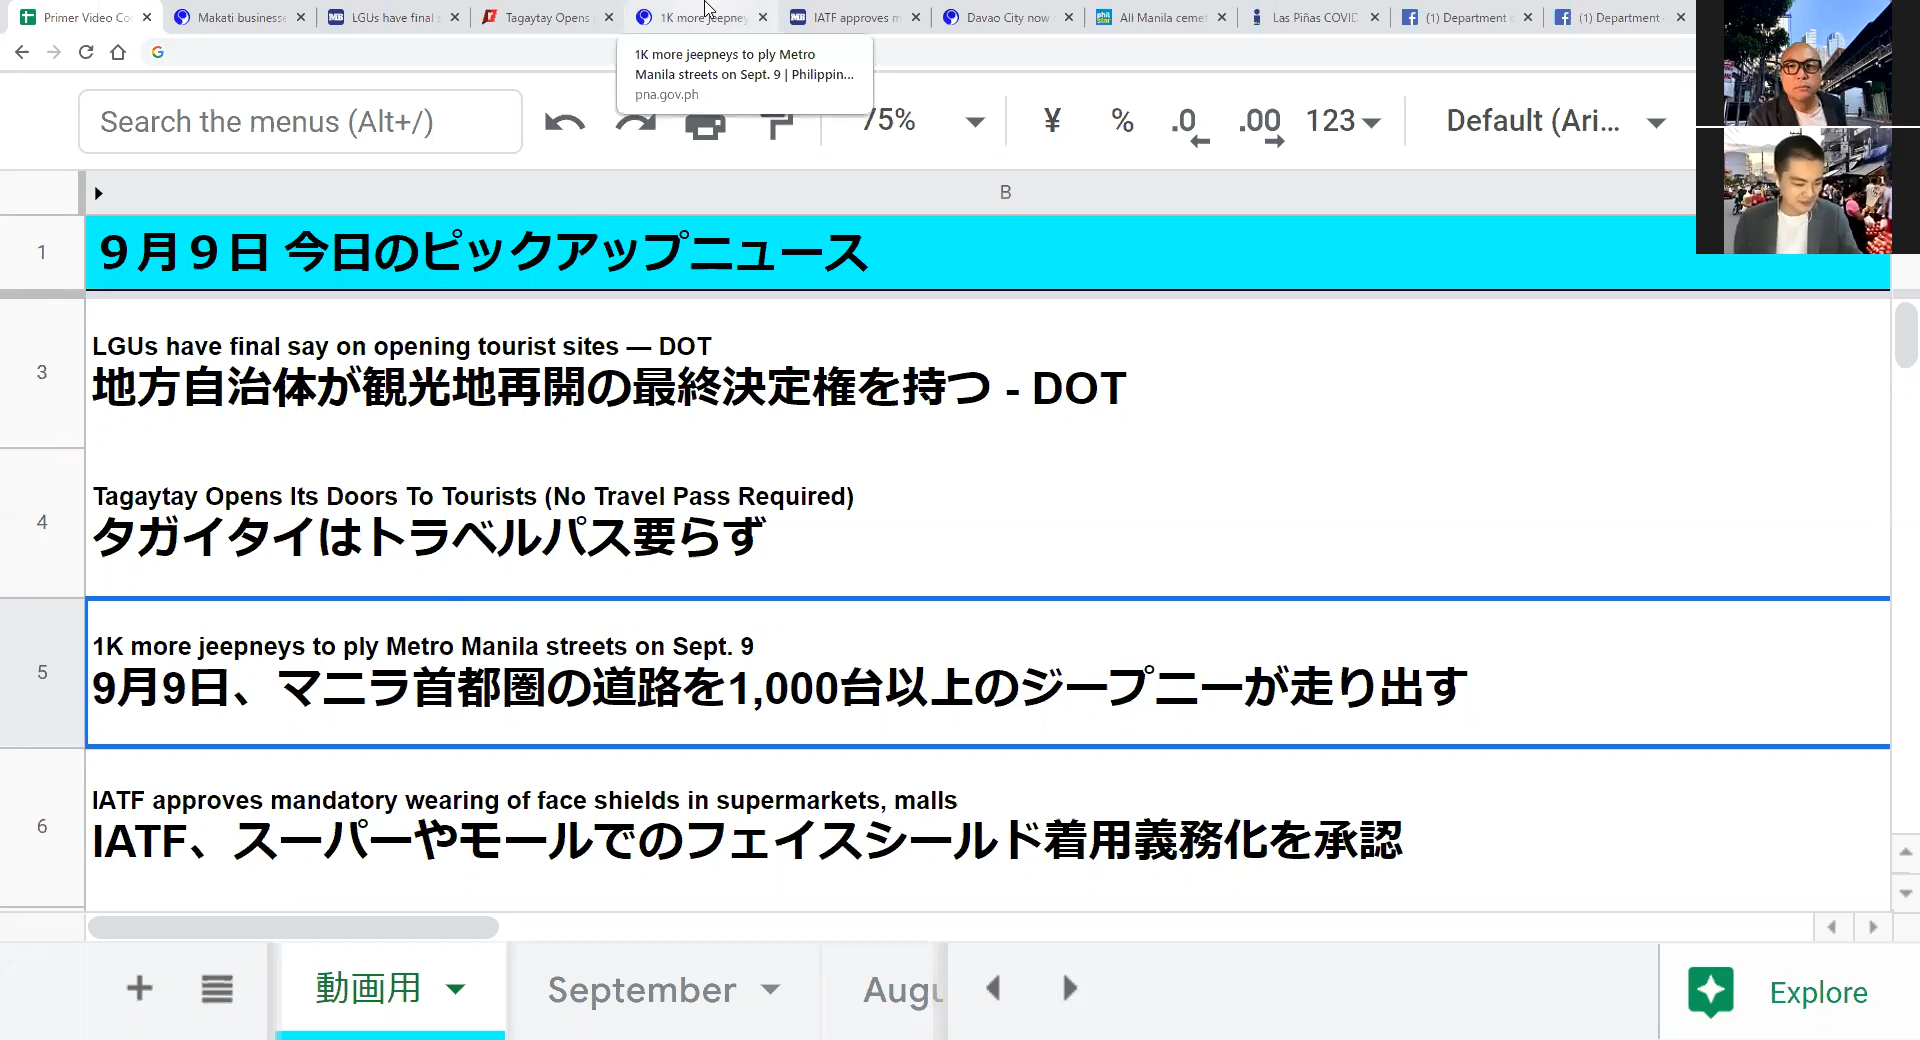 Primer Video Co
Makati businesse
LGUs have final s
Tagaytay Opens
1K more jeepney
IATF approves m
Davao City now
All Manila cemet
Las Piñas COVID
(1) Department
(1) Department
1K more jeepneys to ply Metro
Manila streets on Sept. 9 | Philippin...
pna.gov.ph
Search the menus (Alt+/)
75%
¥
%
.0
.00
123
Default (Ari...
B
1
９月９日 今日のピックアップニュース
3
LGUs have final say on opening tourist sites — DOT
地方自治体が観光地再開の最終決定権を持つ - DOT
4
Tagaytay Opens Its Doors To Tourists (No Travel Pass Required)
タガイタイはトラベルパス要らず
5
1K more jeepneys to ply Metro Manila streets on Sept. 9
9月9日、マニラ首都圏の道路を1,000台以上のジープニーが走り出す
6
IATF approves mandatory wearing of face shields in supermarkets, malls
IATF、スーパーやモールでのフェイスシールド着用義務化を承認
動画用
September
Augu
Explore